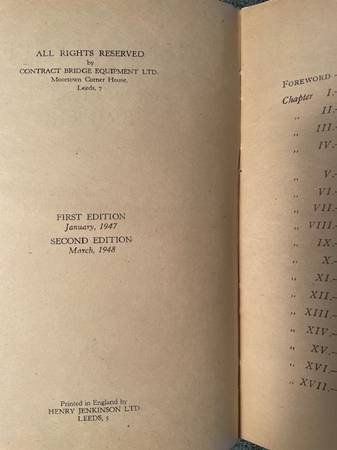 ALL RIGHTS RESERVED
by
CONTRACT BRIDGE EQUIPMENT LTD.
Moortown Corner House,
Leeds, 7
FIRST EDITION
January, 1947
SECOND EDITION
March, 1948
Printed in England by
HENRY JENKINSON LTD
LEEDS, 5
FOREWORD -
Chapter I.-
„ II.-
„ III.-
„ IV.-
„ V.-
„ VI.-
„ VII.-
„ VIII.-
„ IX.-
„ X.-
„ XI.-
„ XII.-
„ XIII.-
„ XIV.-
„ XV.-
„ XVI.-
„ XVII.-